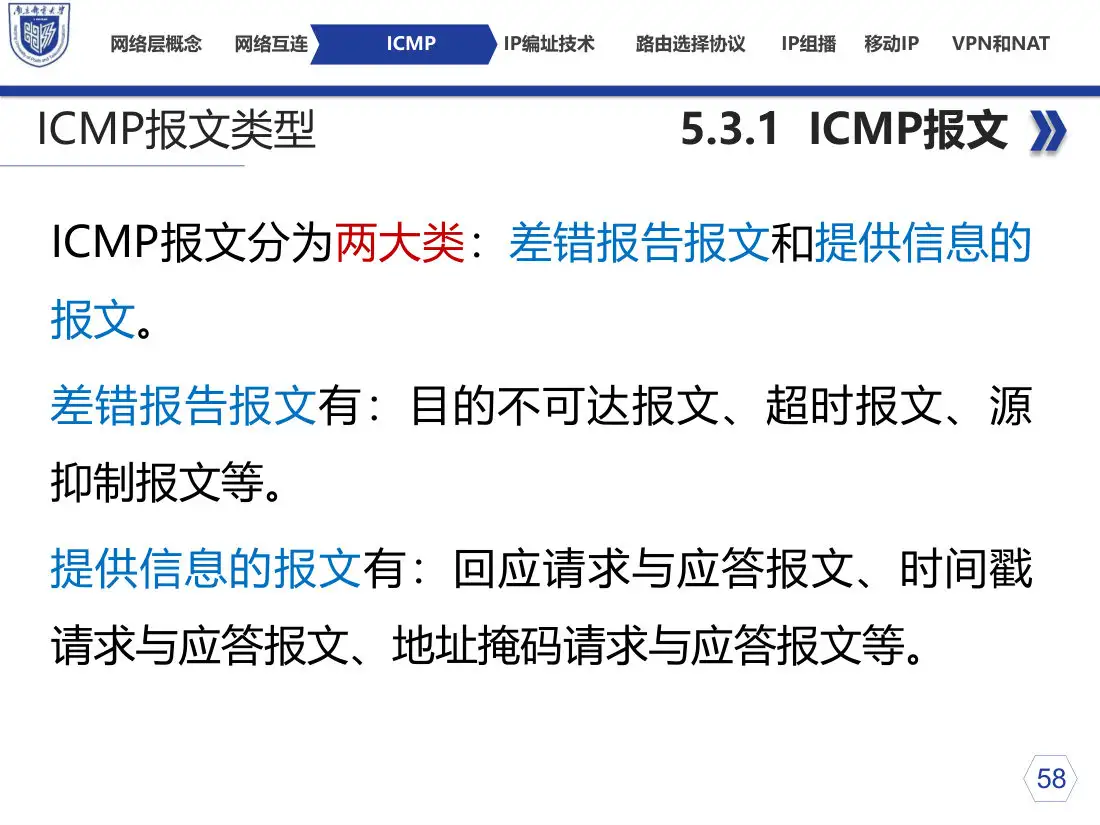 南京邮电大学
网络层概念 网络互连 ICMP IP编址技术 路由选择协议 IP组播 移动IP VPN和NAT
ICMP报文类型
5.3.1 ICMP报文
ICMP报文分为两大类：差错报告报文和提供信息的
报文。
差错报告报文有：目的不可达报文、超时报文、源
抑制报文等。
提供信息的报文有：回应请求与应答报文、时间戳
请求与应答报文、地址掩码请求与应答报文等。
58